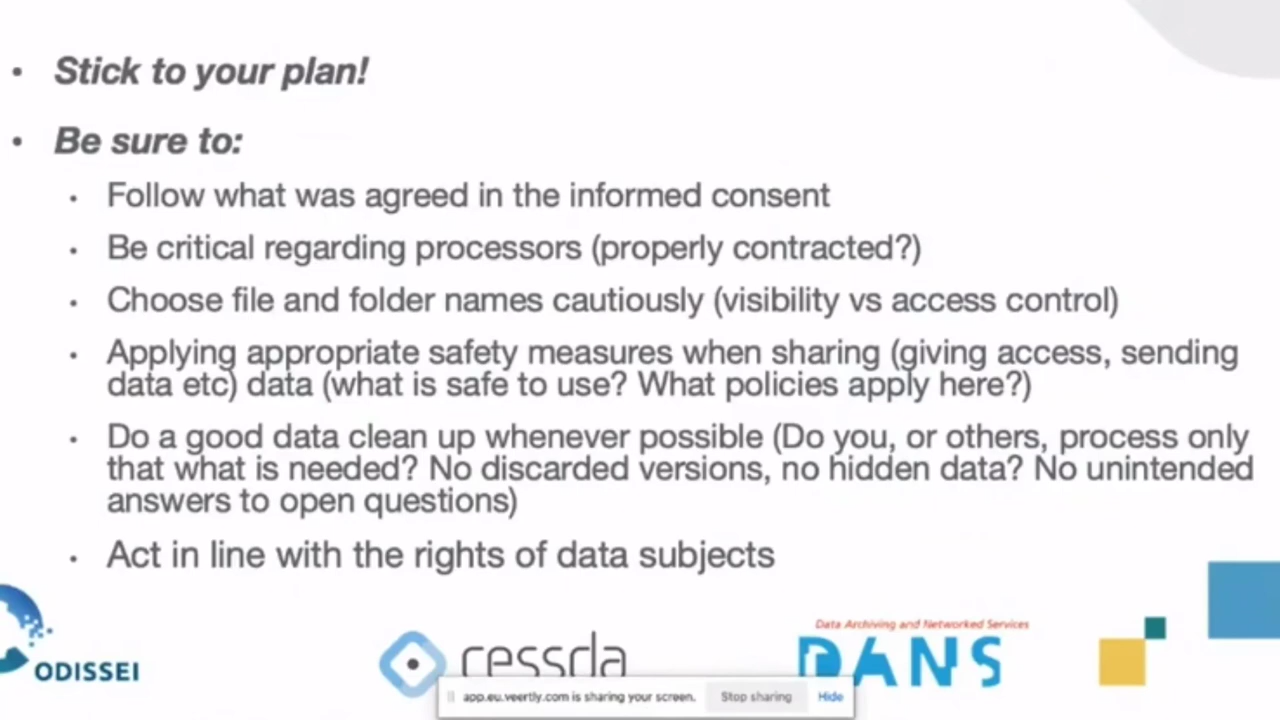 • Stick to your plan!
• Be sure to:
• Follow what was agreed in the informed consent
• Be critical regarding processors (properly contracted?)
• Choose file and folder names cautiously (visibility vs access control)
• Applying appropriate safety measures when sharing (giving access, sending
data etc) data (what is safe to use? What policies apply here?)
• Do a good data clean up whenever possible (Do you, or others, process only
that what is needed? No discarded versions, no hidden data? No unintended
answers to open questions)
• Act in line with the rights of data subjects
ODISSEI
cessda
Data Archiving and Networked Services
DANS
app.eu.veertly.com is sharing your screen.
Stop sharing
Hide